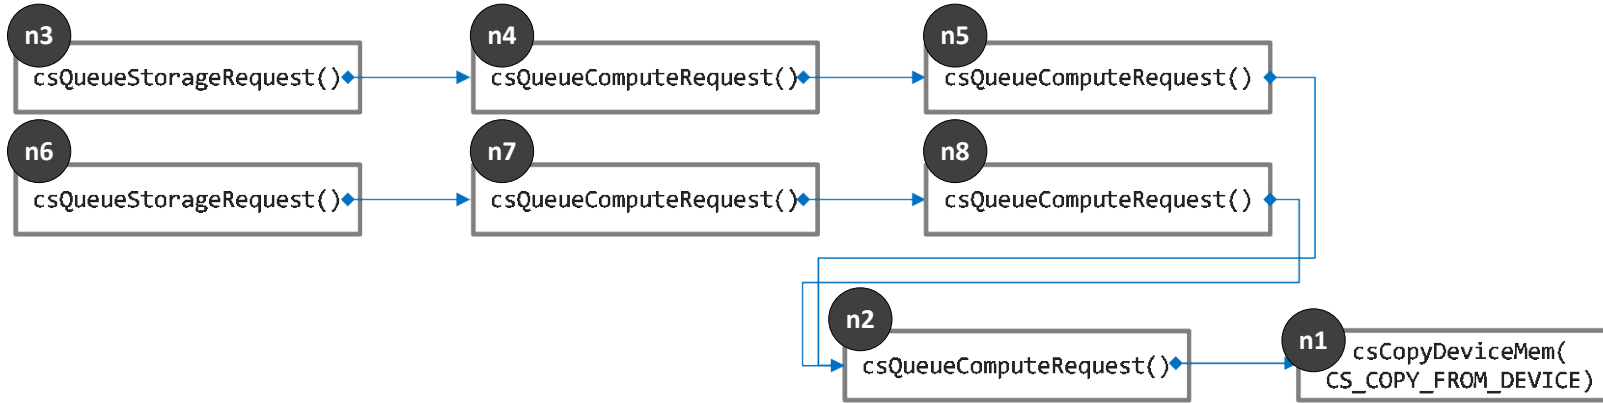 n3
csQueueStorageRequest()
n4
csQueueComputeRequest()
n5
csQueueComputeRequest()
n6
csQueueStorageRequest()
n7
csQueueComputeRequest()
n8
csQueueComputeRequest()
n2
csQueueComputeRequest()
n1
csCopyDeviceMem(
CS_COPY_FROM_DEVICE)